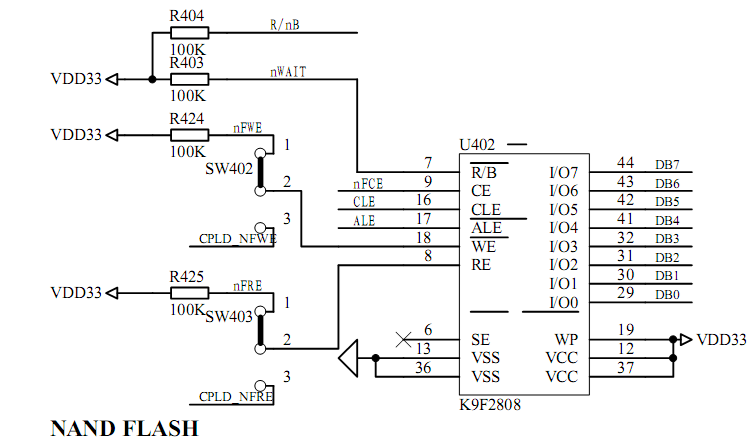 R404
R/nB
100K
R403
nWAIT
VDD33
100K
R424
nFWE
VDD33
100K
1
SW402
2
3
CPLD_NFWE
R425
nFRE
VDD33
100K
1
SW403
2
3
CPLD_NFRE
U402
7 R/B I/O7 44 DB7
nFCE 9 CE I/O6 43 DB6
CLE 16 CLE I/O5 42 DB5
ALE 17 ALE I/O4 41 DB4
18 WE I/O3 32 DB3
8 RE I/O2 31 DB2
I/O1 30 DB1
I/O0 29 DB0
6 SE WP 19 VDD33
13 VSS VCC 12
36 VSS VCC 37
K9F2808
NAND FLASH